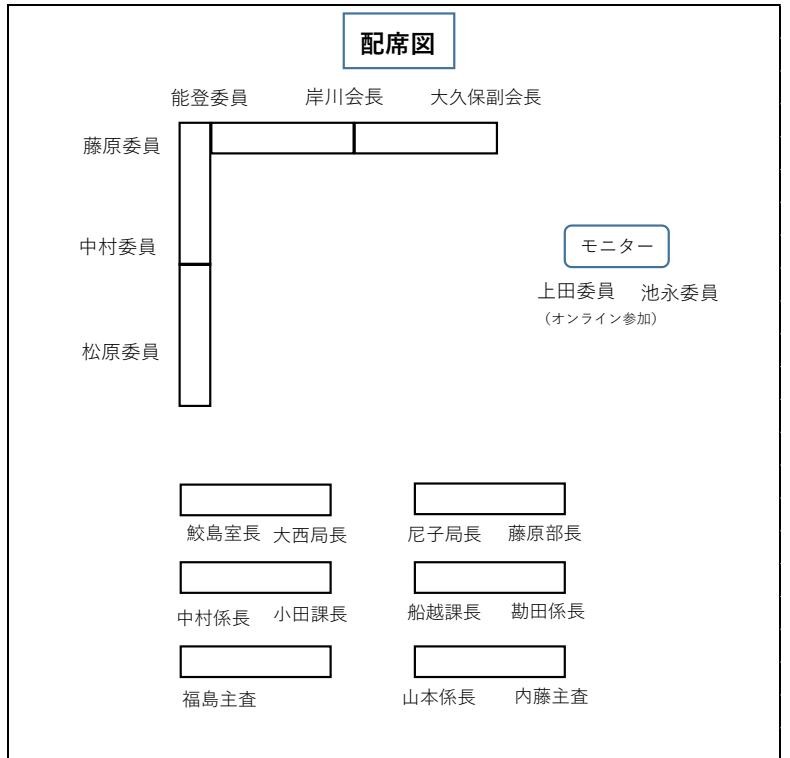 配席図
能登委員 岸川会長 大久保副会長
藤原委員
中村委員
モニター
上田委員 池永委員
（オンライン参加）
松原委員
鮫島室長 大西局長 尼子局長 藤原部長
中村係長 小田課長 船越課長 勘田係長
福島主査 山本係長 内藤主査